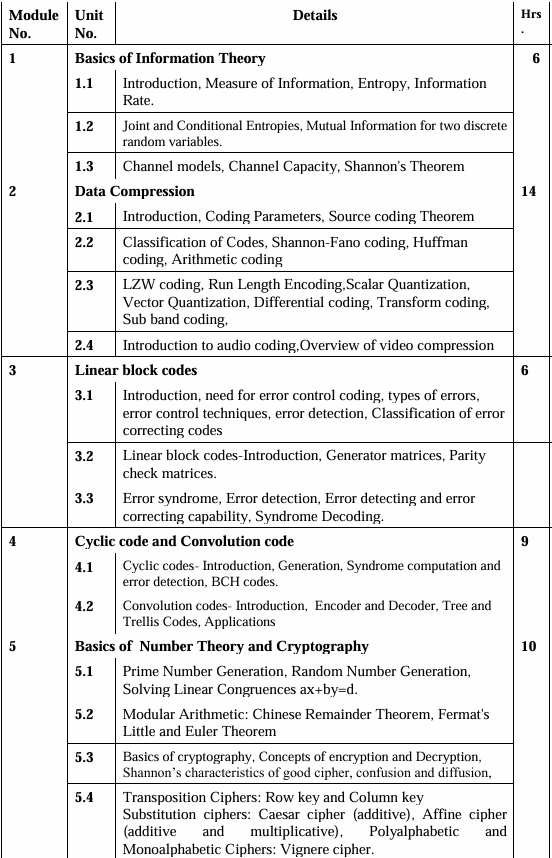 Module Unit Details Hrs
No. No. .
1 Basics of Information Theory 6
1.1 Introduction, Measure of Information, Entropy, Information
Rate.
1.2 Joint and Conditional Entropies, Mutual Information for two discrete
random variables.
1.3 Channel models, Channel Capacity, Shannon's Theorem
2 Data Compression 14
2.1 Introduction, Coding Parameters, Source coding Theorem
2.2 Classification of Codes, Shannon-Fano coding, Huffman
coding, Arithmetic coding
2.3 LZW coding, Run Length Encoding,Scalar Quantization,
Vector Quantization, Differential coding, Transform coding,
Sub band coding,
2.4 Introduction to audio coding,Overview of video compression
3 Linear block codes 6
3.1 Introduction, need for error control coding, types of errors,
error control techniques, error detection, Classification of error
correcting codes
3.2 Linear block codes-Introduction, Generator matrices, Parity
check matrices.
3.3 Error syndrome, Error detection, Error detecting and error
correcting capability, Syndrome Decoding.
4 Cyclic code and Convolution code 9
4.1 Cyclic codes- Introduction, Generation, Syndrome computation and
error detection, BCH codes.
4.2 Convolution codes- Introduction, Encoder and Decoder, Tree and
Trellis Codes, Applications
5 Basics of Number Theory and Cryptography 10
5.1 Prime Number Generation, Random Number Generation,
Solving Linear Congruences ax+by=d.
5.2 Modular Arithmetic: Chinese Remainder Theorem, Fermat's
Little and Euler Theorem
5.3 Basics of cryptography, Concepts of encryption and Decryption,
Shannon's characteristics of good cipher, confusion and diffusion,
5.4 Transposition Ciphers: Row key and Column key
Substitution ciphers: Caesar cipher (additive), Affine cipher
(additive and multiplicative), Polyalphabetic and
Monoalphabetic Ciphers: Vignere cipher.